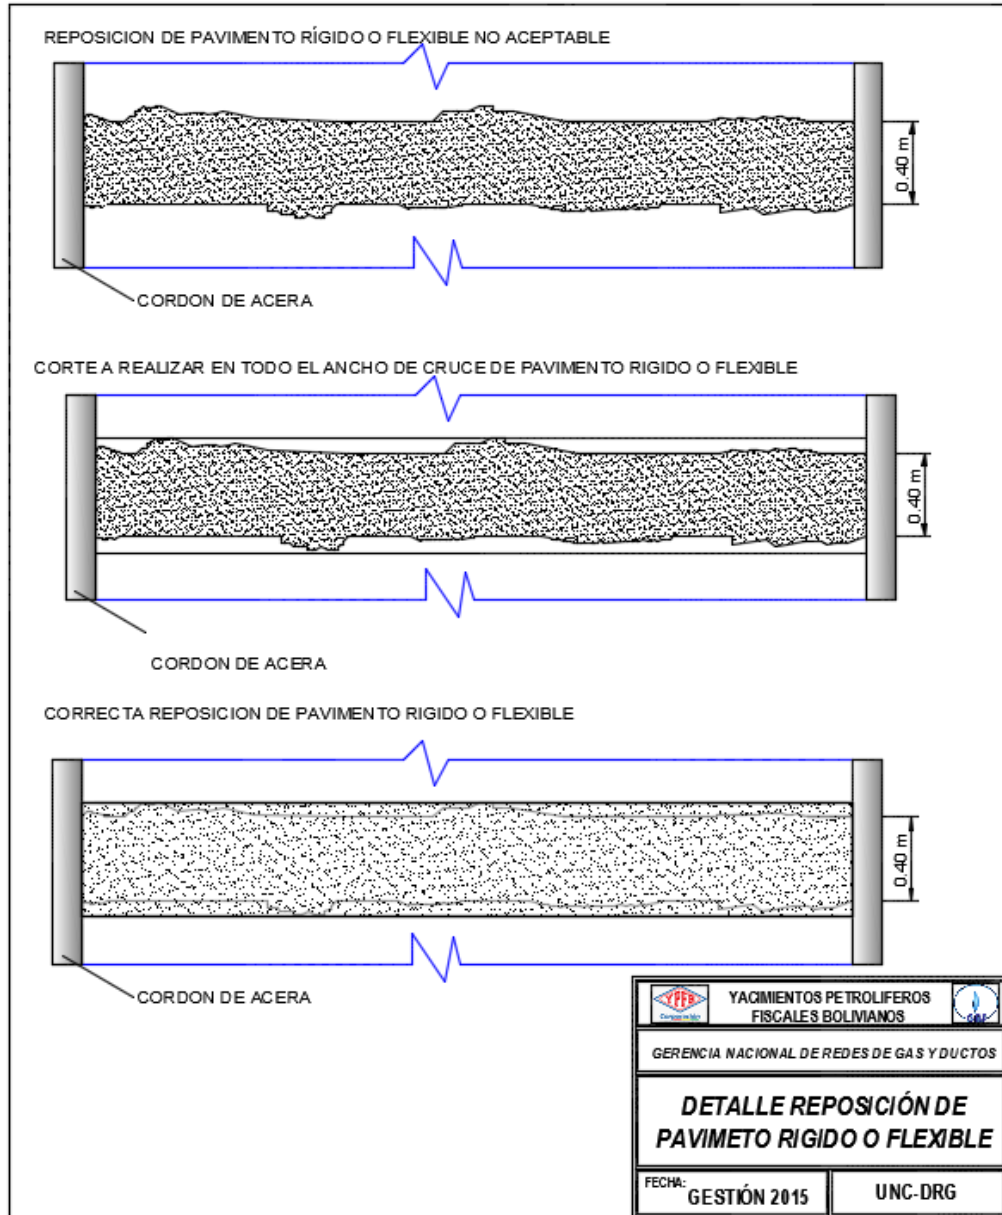 REPOSICION DE PAVIMENTO RÍGIDO O FLEXIBLE NO ACEPTABLE
0.40 m
CORDON DE ACERA
CORTE A REALIZAR EN TODO EL ANCHO DE CRUCE DE PAVIMENTO RIGIDO O FLEXIBLE
0.40 m
CORDON DE ACERA
CORRECTA REPOSICION DE PAVIMENTO RIGIDO O FLEXIBLE
0.40 m
CORDON DE ACERA
YPFB
Corporación
YACIMIENTOS PETROLIFEROS
FISCALES BOLIVIANOS
GERENCIA NACIONAL DE REDES DE GAS Y DUCTOS
DETALLE REPOSICIÓN DE
PAVIMETO RIGIDO O FLEXIBLE
FECHA:
GESTIÓN 2015
UNC-DRG